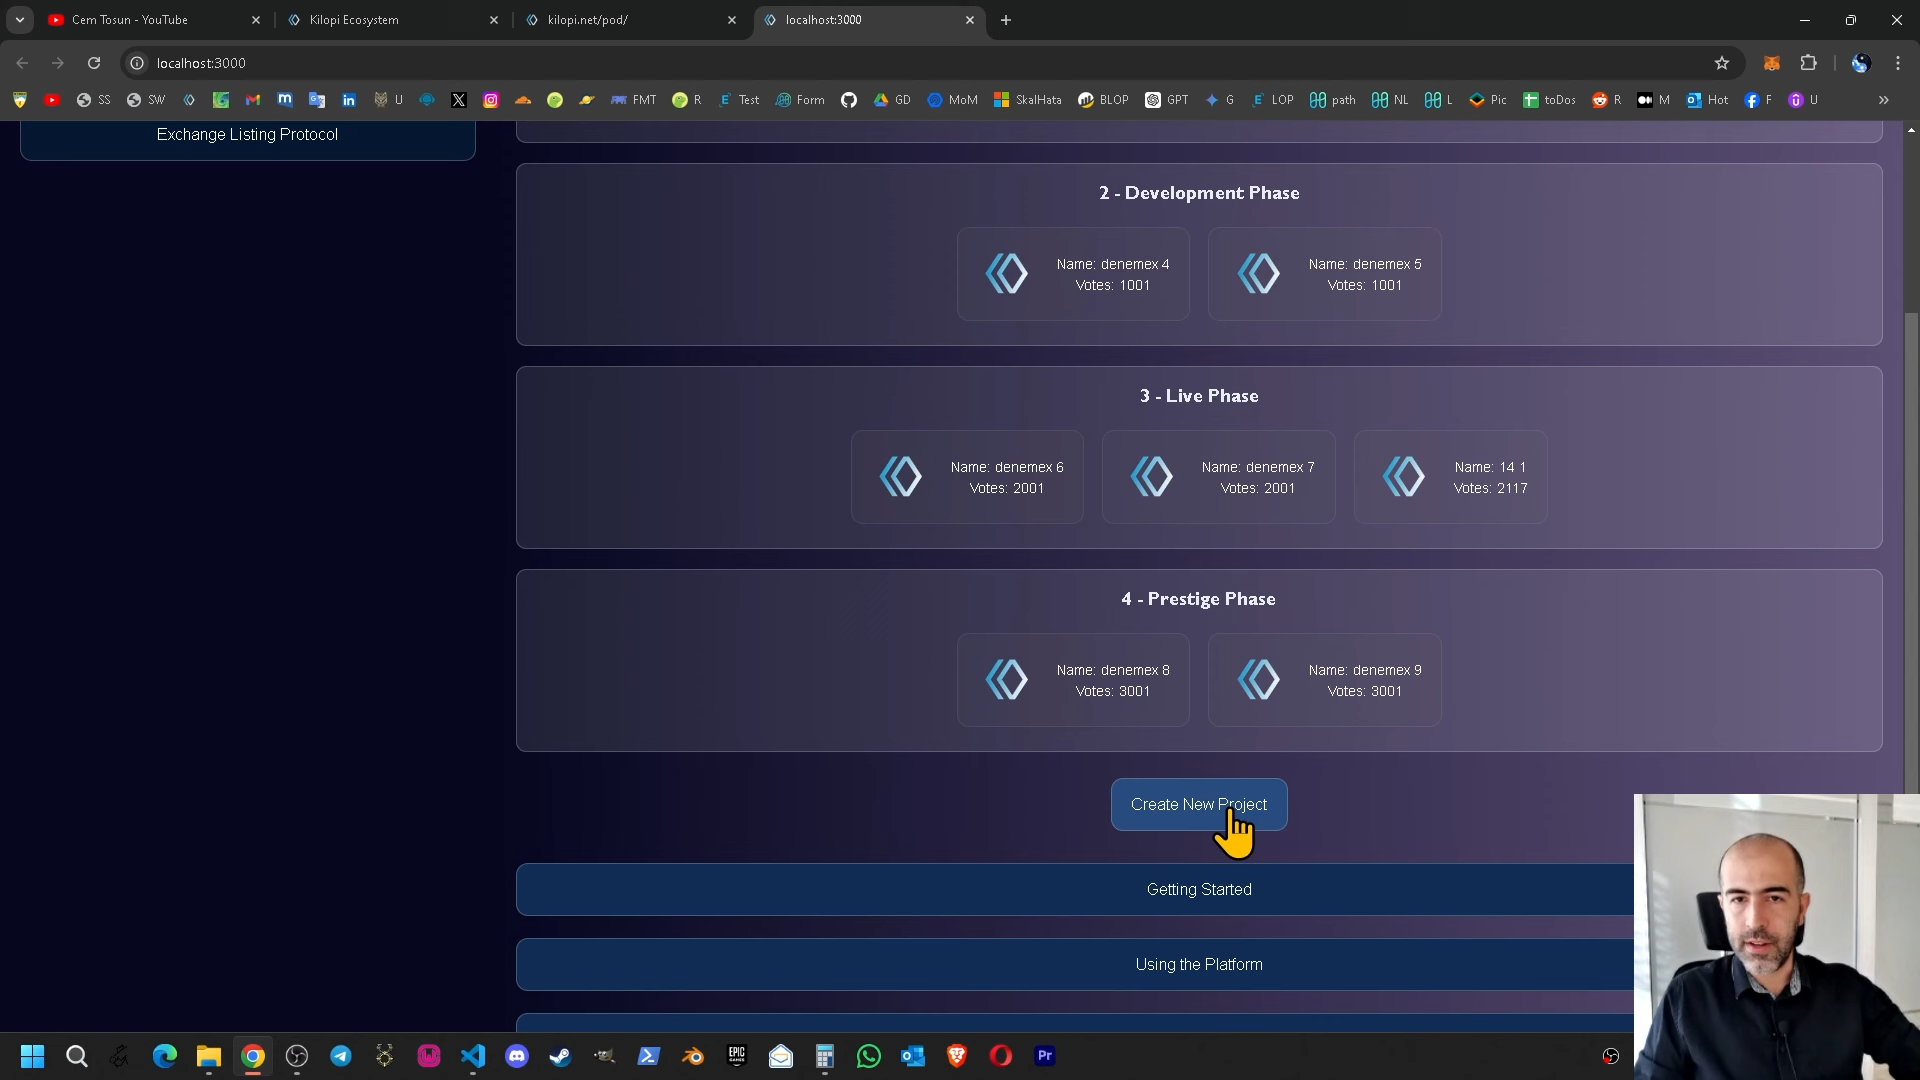 Cem Tosun - YouTube
Kilopi Ecosystem
kilopi.net/pod/
localhost:3000
localhost:3000
SS
SW
U
FMT
R
Test
Form
GD
MoM
SkalHata
BLOP
GPT
G
LOP
path
NL
L
Pic
toDos
R
M
Hot
F
U
Exchange Listing Protocol
2 - Development Phase
Name: denemex 4
Votes: 1001
Name: denemex 5
Votes: 1001
3 - Live Phase
Name: denemex 6
Votes: 2001
Name: denemex 7
Votes: 2001
Name: 14 1
Votes: 2117
4 - Prestige Phase
Name: denemex 8
Votes: 3001
Name: denemex 9
Votes: 3001
Create New Project
Getting Started
Using the Platform
EPIC
GAMES
Pr